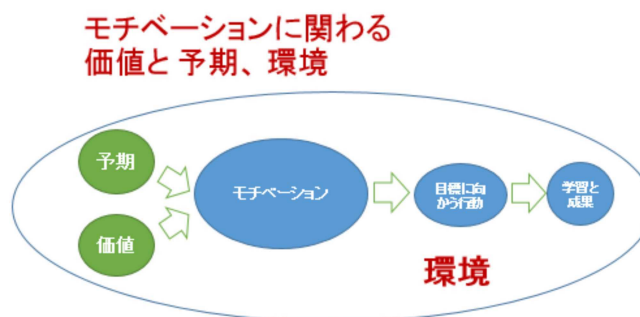 モチベーションに関わる
価値と 予期、環境
予期
価値
モチベーション
目標に向
から行動
学習と
成果
環境